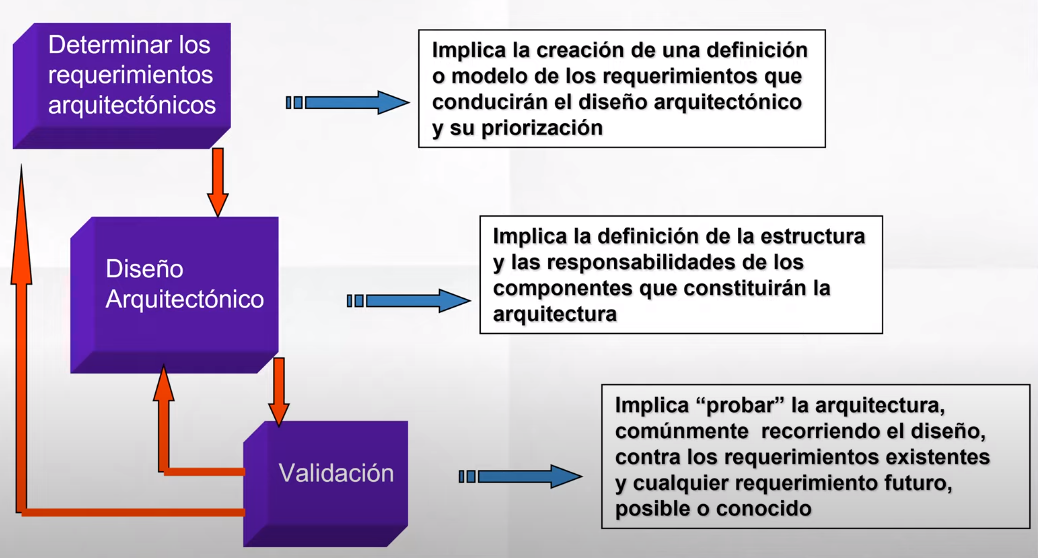 Determinar los
requerimientos
arquitectónicos
Implica la creación de una definición
o modelo de los requerimientos que
conducirán el diseño arquitectónico
y su priorización
Diseño
Arquitectónico
Implica la definición de la estructura
y las responsabilidades de los
componentes que constituirán la
arquitectura
Validación
Implica “probar” la arquitectura,
comúnmente recorriendo el diseño,
contra los requerimientos existentes
y cualquier requerimiento futuro,
posible o conocido